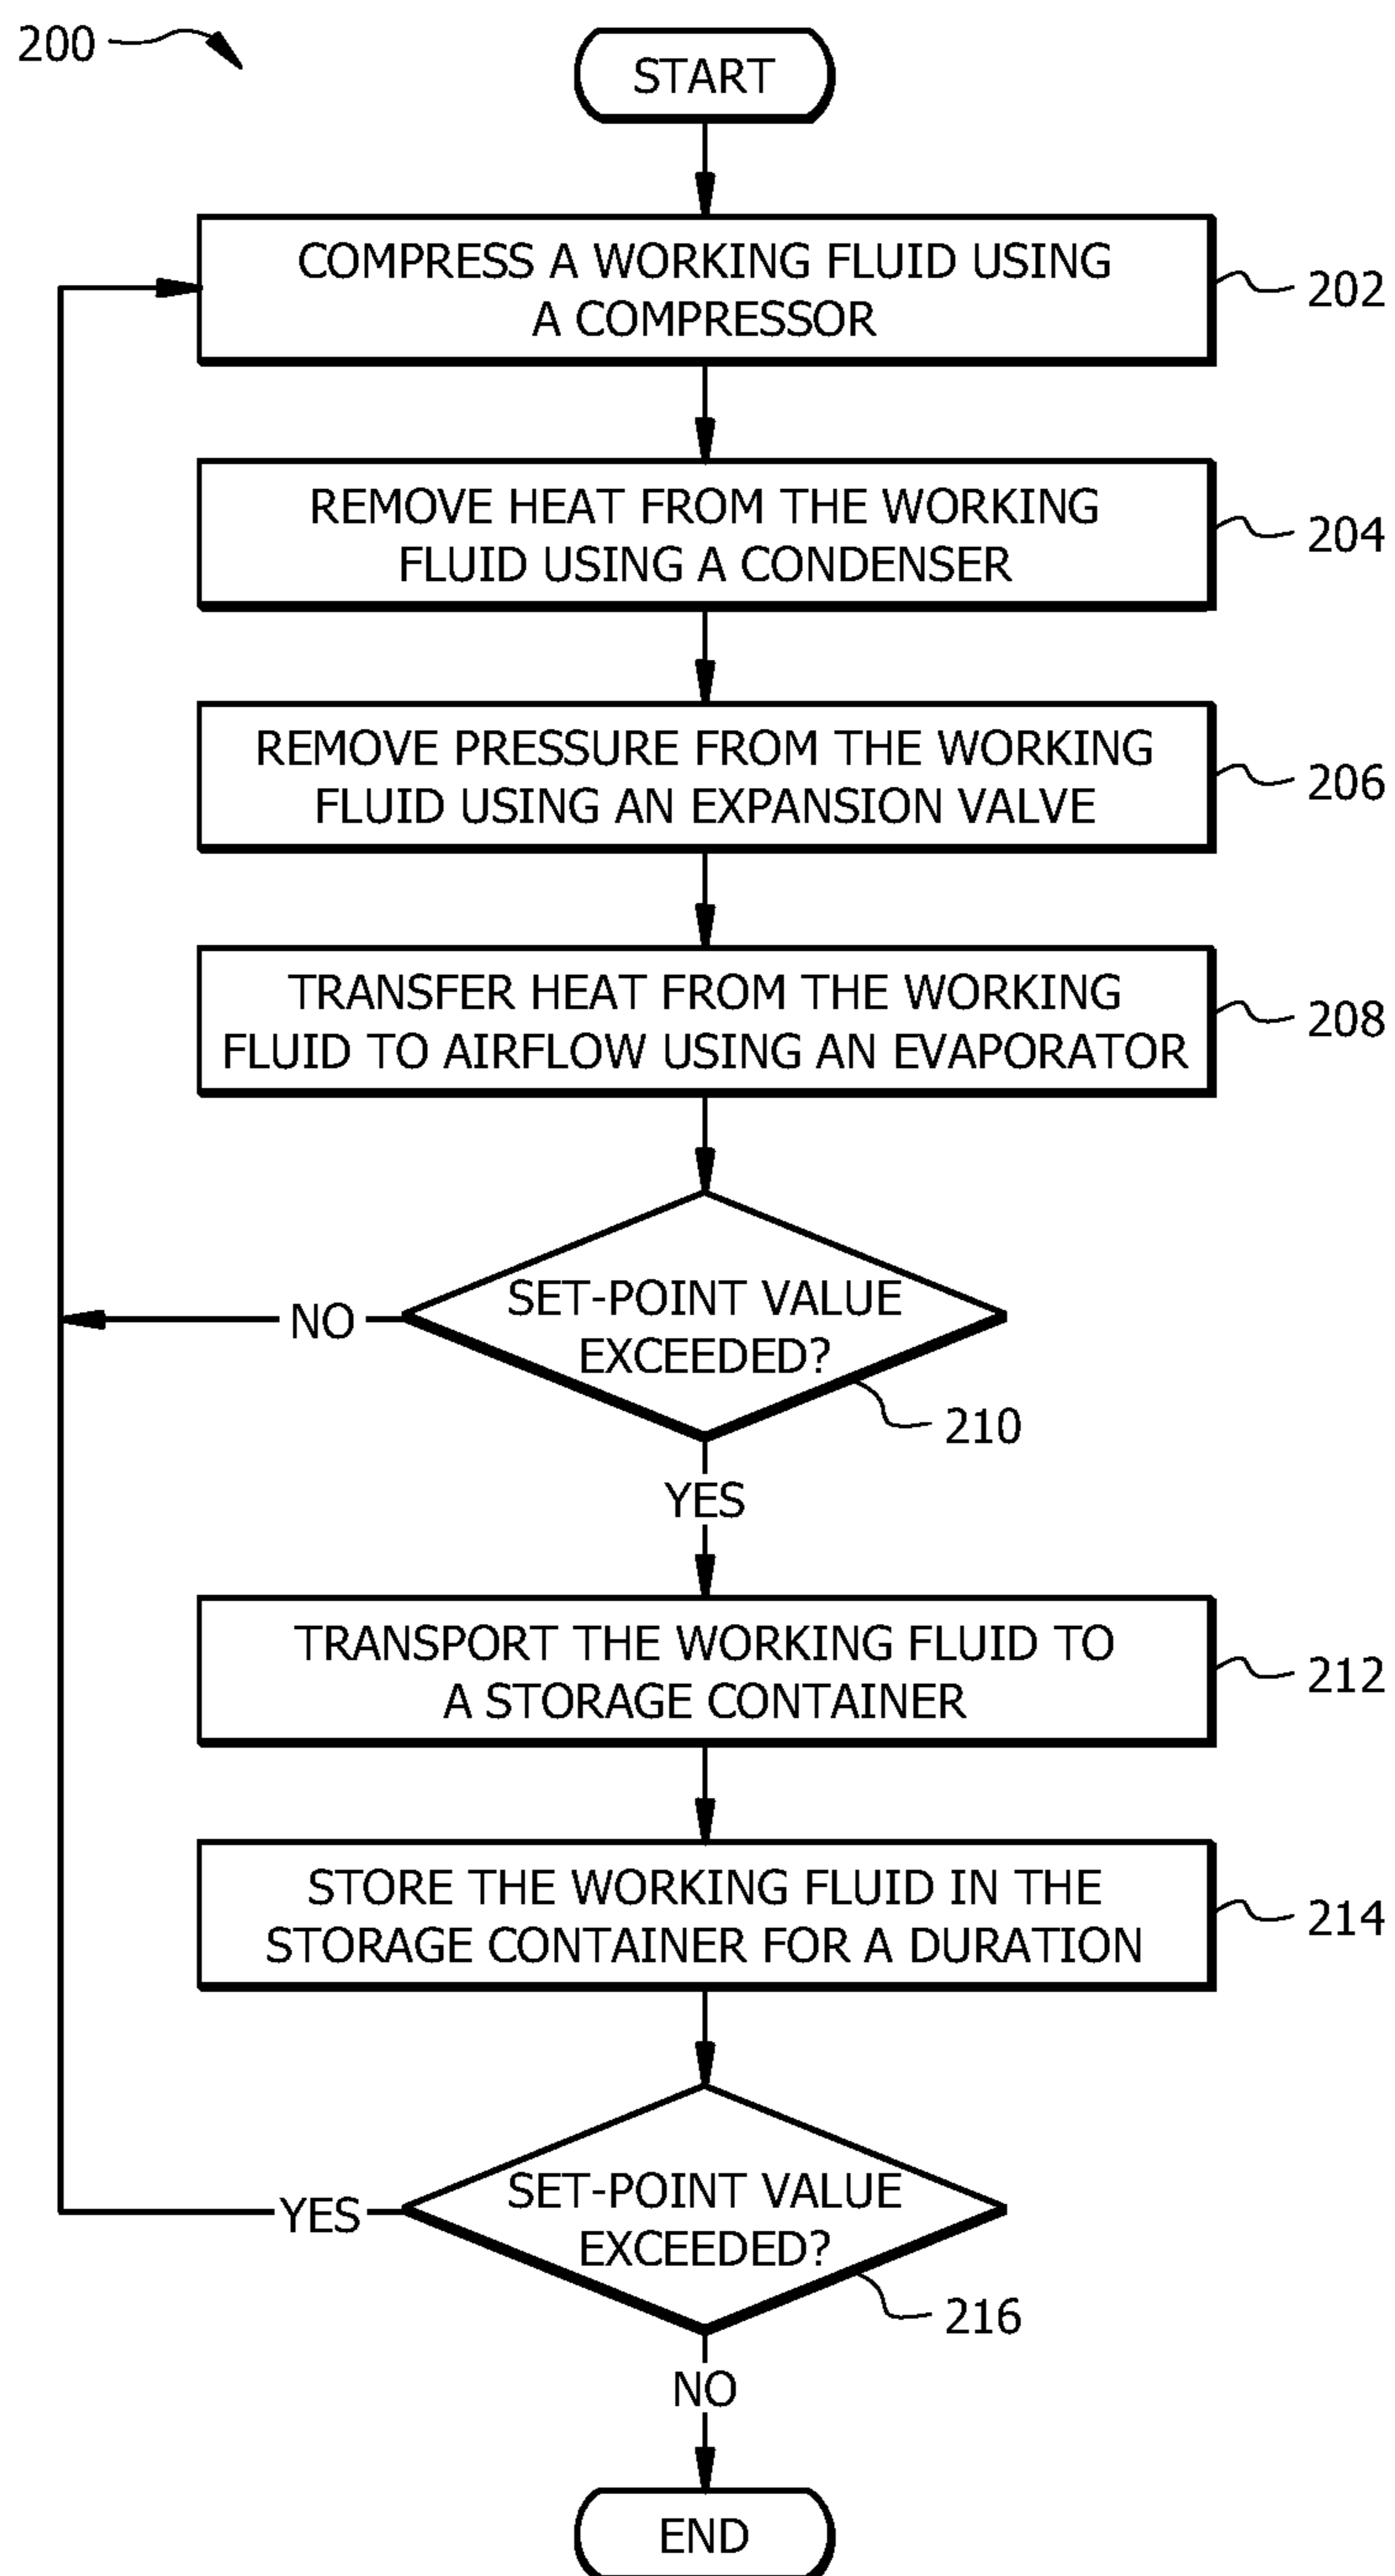 200
START
COMPRESS A WORKING FLUID USING
A COMPRESSOR
202
REMOVE HEAT FROM THE WORKING
FLUID USING A CONDENSER
204
REMOVE PRESSURE FROM THE WORKING
FLUID USING AN EXPANSION VALVE
206
TRANSFER HEAT FROM THE WORKING
FLUID TO AIRFLOW USING AN EVAPORATOR
208
SET-POINT VALUE
EXCEEDED?
NO
210
YES
TRANSPORT THE WORKING FLUID TO
A STORAGE CONTAINER
212
STORE THE WORKING FLUID IN THE
STORAGE CONTAINER FOR A DURATION
214
SET-POINT VALUE
EXCEEDED?
YES
216
NO
END